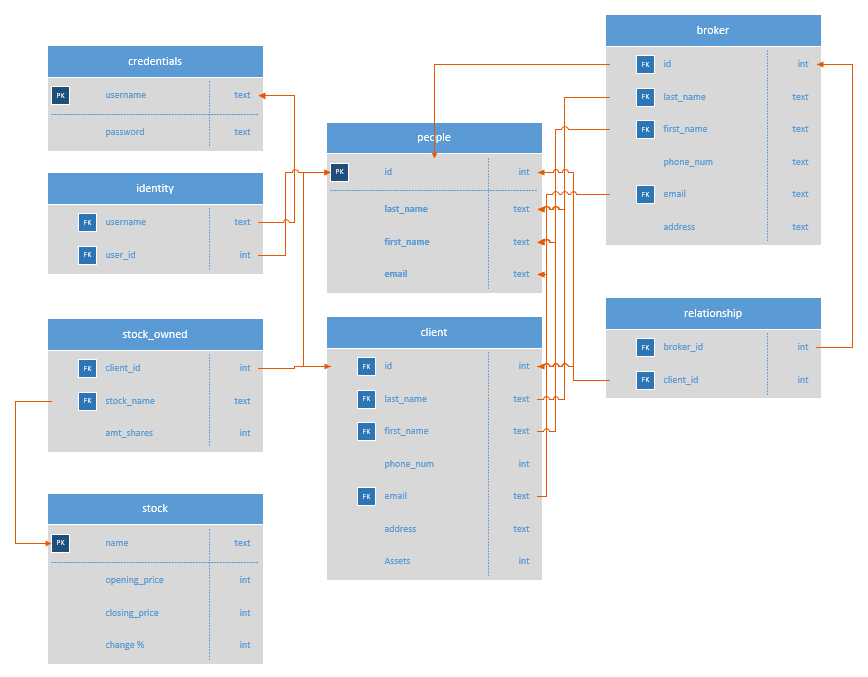 credentials
PK username text
password text
identity
FK username text
FK user_id int
stock_owned
FK client_id int
FK stock_name text
amt_shares int
stock
PK name text
opening_price int
closing_price int
change % int
people
PK id int
last_name text
first_name text
email text
client
FK id int
FK last_name text
FK first_name text
phone_num int
FK email text
address text
Assets int
broker
FK id int
FK last_name text
FK first_name text
phone_num text
FK email text
address text
relationship
FK broker_id int
FK client_id int